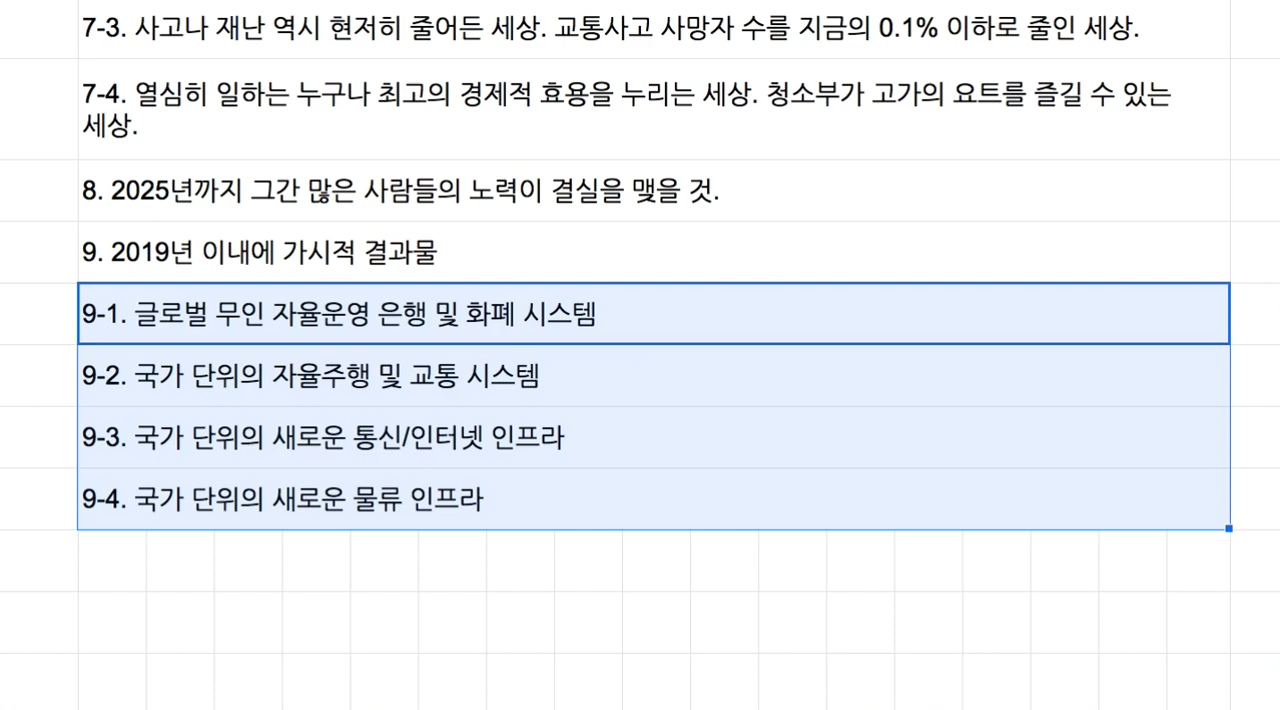 7-3. 사고나 재난 역시 현저히 줄어든 세상. 교통사고 사망자 수를 지금의 0.1% 이하로 줄인 세상.
7-4. 열심히 일하는 누구나 최고의 경제적 효용을 누리는 세상. 청소부가 고가의 요트를 즐길 수 있는
세상.
8. 2025년까지 그간 많은 사람들의 노력이 결실을 맺을 것.
9. 2019년 이내에 가시적 결과물
9-1. 글로벌 무인 자율운영 은행 및 화폐 시스템
9-2. 국가 단위의 자율주행 및 교통 시스템
9-3. 국가 단위의 새로운 통신/인터넷 인프라
9-4. 국가 단위의 새로운 물류 인프라